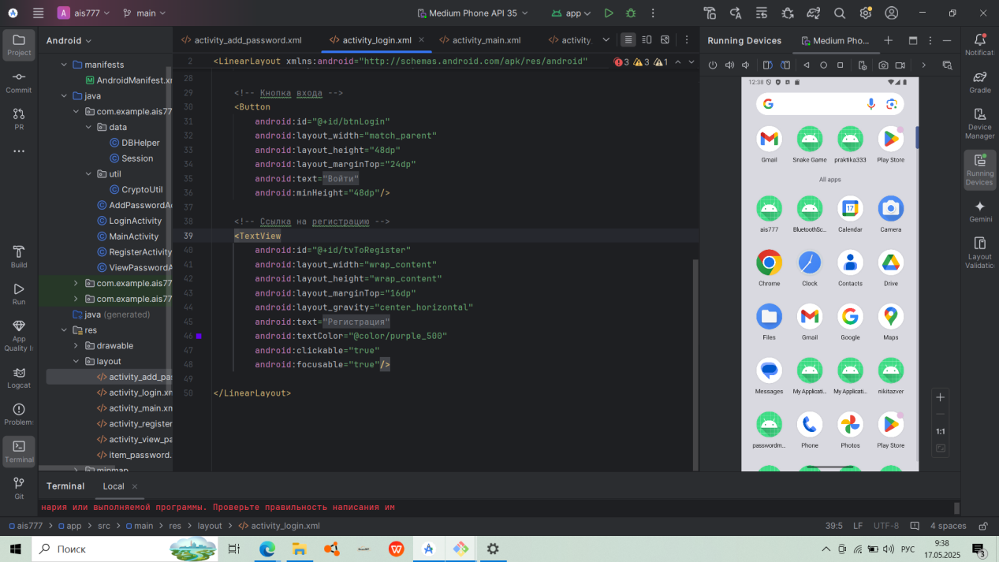 A ais777 main Medium Phone API 35 app
Android activity_add_password.xml activity_login.xml activity_main.xml activity Running Devices Medium Pho...
Project
Commit
PR
Build
Run
App Quality I
Logcat
Problem
Terminal
Git
manifests
AndroidManifest.xr
java
com.example.ais77
data
DBHelper
Session
util
CryptoUtil
AddPasswordA
LoginActivity
MainActivity
RegisterActivity
ViewPasswordA
com.example.ais77
com.example.ais77
java (generated)
res
drawable
layout
activity_add_pas
activity_login.xn
activity_main.xn
activity_register
activity_view_pa
item_password.
mipmap
2 <LinearLayout xmlns:android="http://schemas.android.com/apk/res/android" 3 3 1
28
29 <!-- Кнопка входа -->
30 <Button
31 android:id="@+id/btnLogin"
32 android:layout_width="match_parent"
33 android:layout_height="48dp"
34 android:layout_marginTop="24dp"
35 android:text="Войти"
36 android:minHeight="48dp"/>
37
38 <!-- Ссылка на регистрацию -->
39 <TextView
40 android:id="@+id/tvToRegister"
41 android:layout_width="wrap_content"
42 android:layout_height="wrap_content"
43 android:layout_marginTop="16dp"
44 android:layout_gravity="center_horizontal"
45 android:text="Регистрация"
46 android:textColor="@color/purple_500"
47 android:clickable="true"
48 android:focusable="true"/>
49
50 </LinearLayout>
12:38
G
Gmail Snake Game praktika333 Play Store
All apps
17
ais777 BluetoothSc... Calendar Camera
Chrome Clock Contacts Drive
Files Gmail Google Maps
Messages My Applicati... My Applicati... nikitazver
passwordm... Phone Photos Play Store
1:1
Notificat
Gradle
Device Manager
Running Devices
Gemini
Layout Validatio
Terminal Local
нария или выполняемой программы. Проверьте правильность написания им
ais777 > app > src > main > res > layout > activity_login.xml 39:5 LF UTF-8 4 spaces
Поиск РУС 9:38
17.05.2025 3